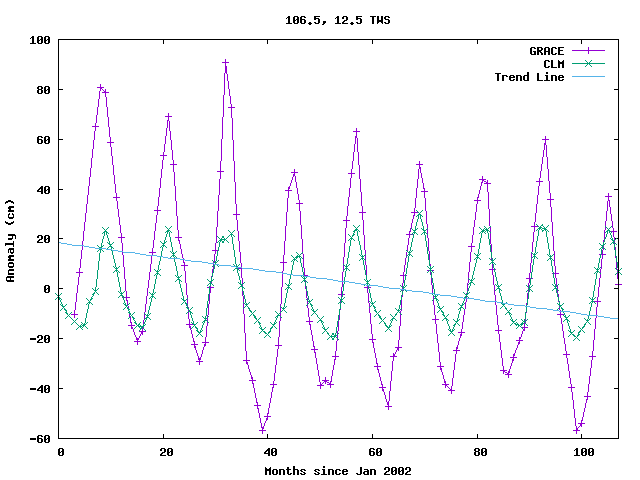 106.5, 12.5 TWS
GRACE
CLM
Trend Line
100
80
60
40
20
0
-20
-40
-60
Anomaly (cm)
0 20 40 60 80 100
Months since Jan 2002